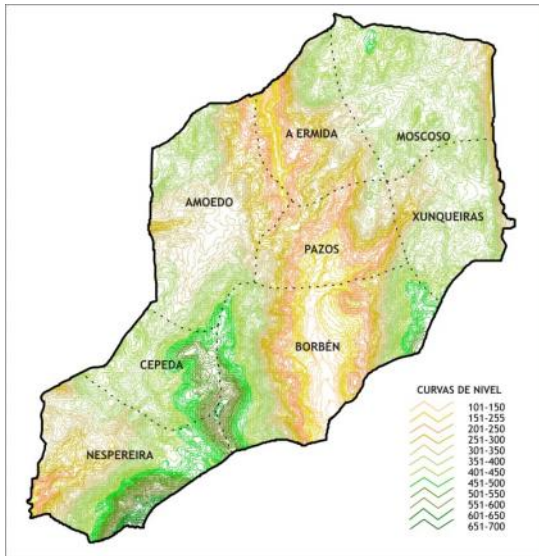 A ERMIDA
MOSCOSO
AMOEDO
XUNQUEIRAS
PAZOS
BORBÉN
CEPEDA
NESPEREIRA
CURVAS DE NIVEL
101-150
151-255
201-250
251-300
301-350
351-400
401-450
451-500
501-550
551-600
601-650
651-700